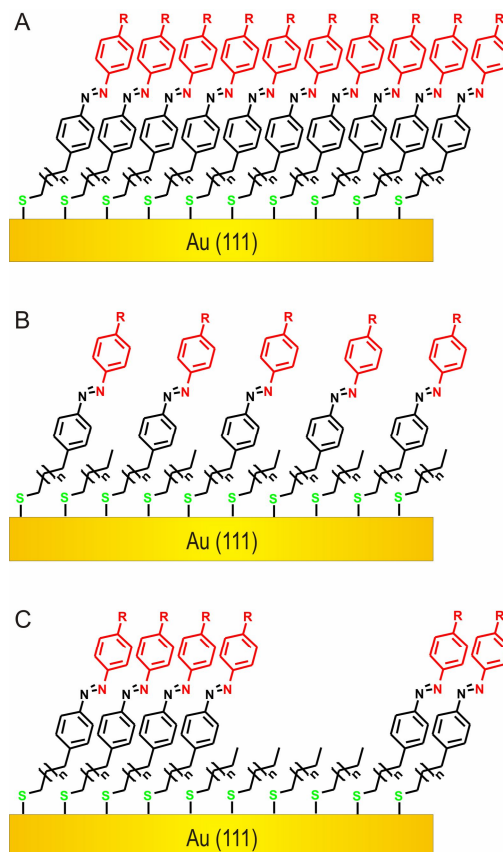 A
R R R R R R R R R R
N N N N N N N N N N N N N N N N N N N N
n n n n n n n n n n
S S S S S S S S S S
Au (111)
B
R R R R R
N N N N N N N N N N
n n n n n n n n n n
S S S S S S S S S S
Au (111)
C
R R R R R R
N N N N N N N N N N N N
n n n n n n n n n n
S S S S S S S S S S
Au (111)